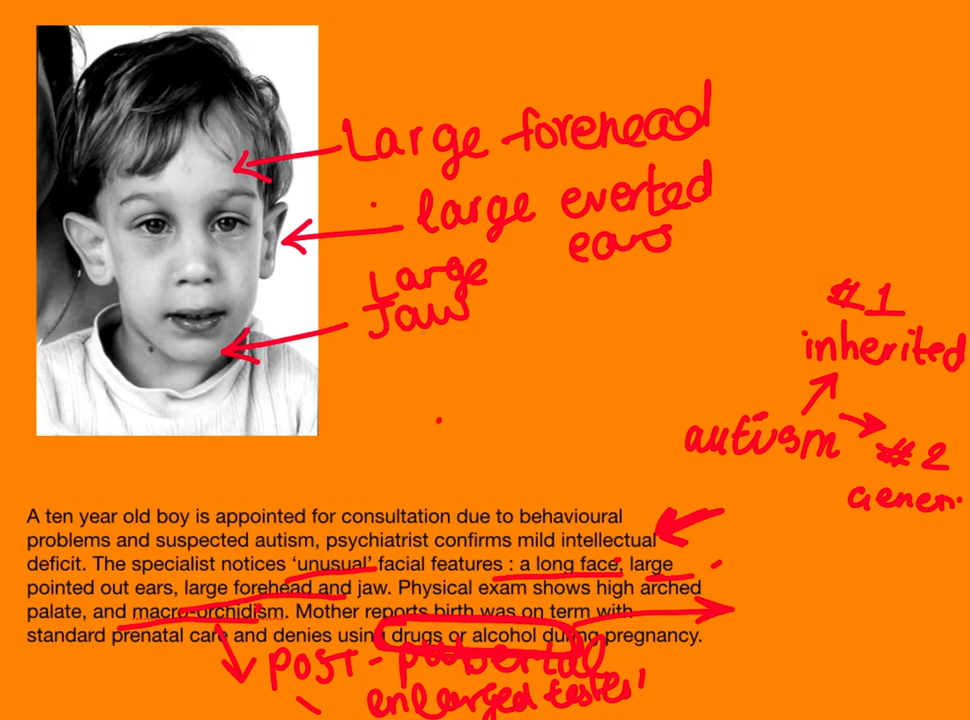 Large forehead
large everted
ears
Large
Jaw
#1
inherited
autism
#2
Generi
A ten year old boy is appointed for consultation due to behavioural
problems and suspected autism, psychiatrist confirms mild intellectual
deficit. The specialist notices ‘unusual’ facial features : a long face, large
pointed out ears, large forehead and jaw. Physical exam shows high arched
palate, and macro-orchidism. Mother reports birth was on term with
standard prenatal care and denies using drugs or alcohol during pregnancy.
post-pubertal
enlarged testes